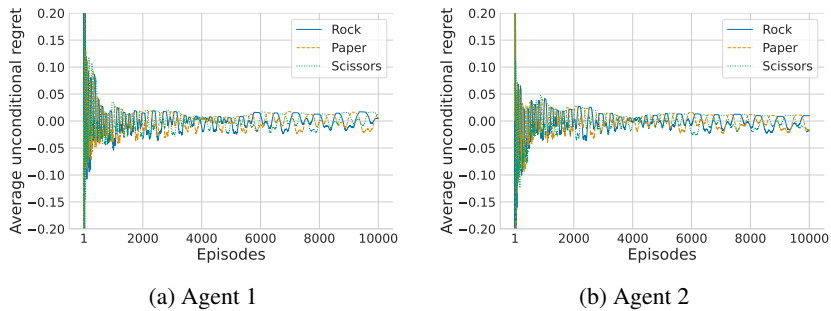 Average unconditional regret
0.20
0.15
0.10
0.05
0.00
−0.05
−0.10
−0.15
−0.20
1 2000 4000 6000 8000 10000
Episodes
Rock
Paper
Scissors
(a) Agent 1
Average unconditional regret
0.20
0.15
0.10
0.05
0.00
−0.05
−0.10
−0.15
−0.20
1 2000 4000 6000 8000 10000
Episodes
Rock
Paper
Scissors
(b) Agent 2